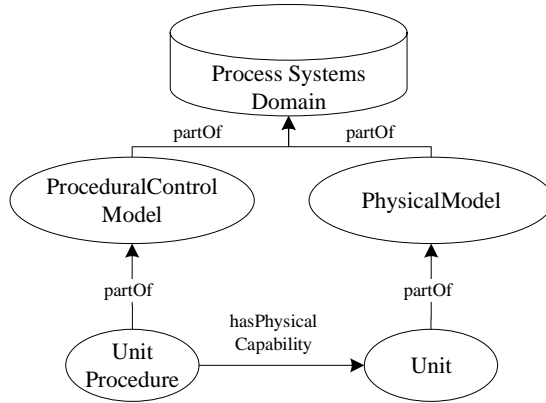 Process Systems
Domain
partOf
partOf
ProceduralControl
Model
PhysicalModel
partOf
partOf
hasPhysical
Capability
Unit
Procedure
Unit